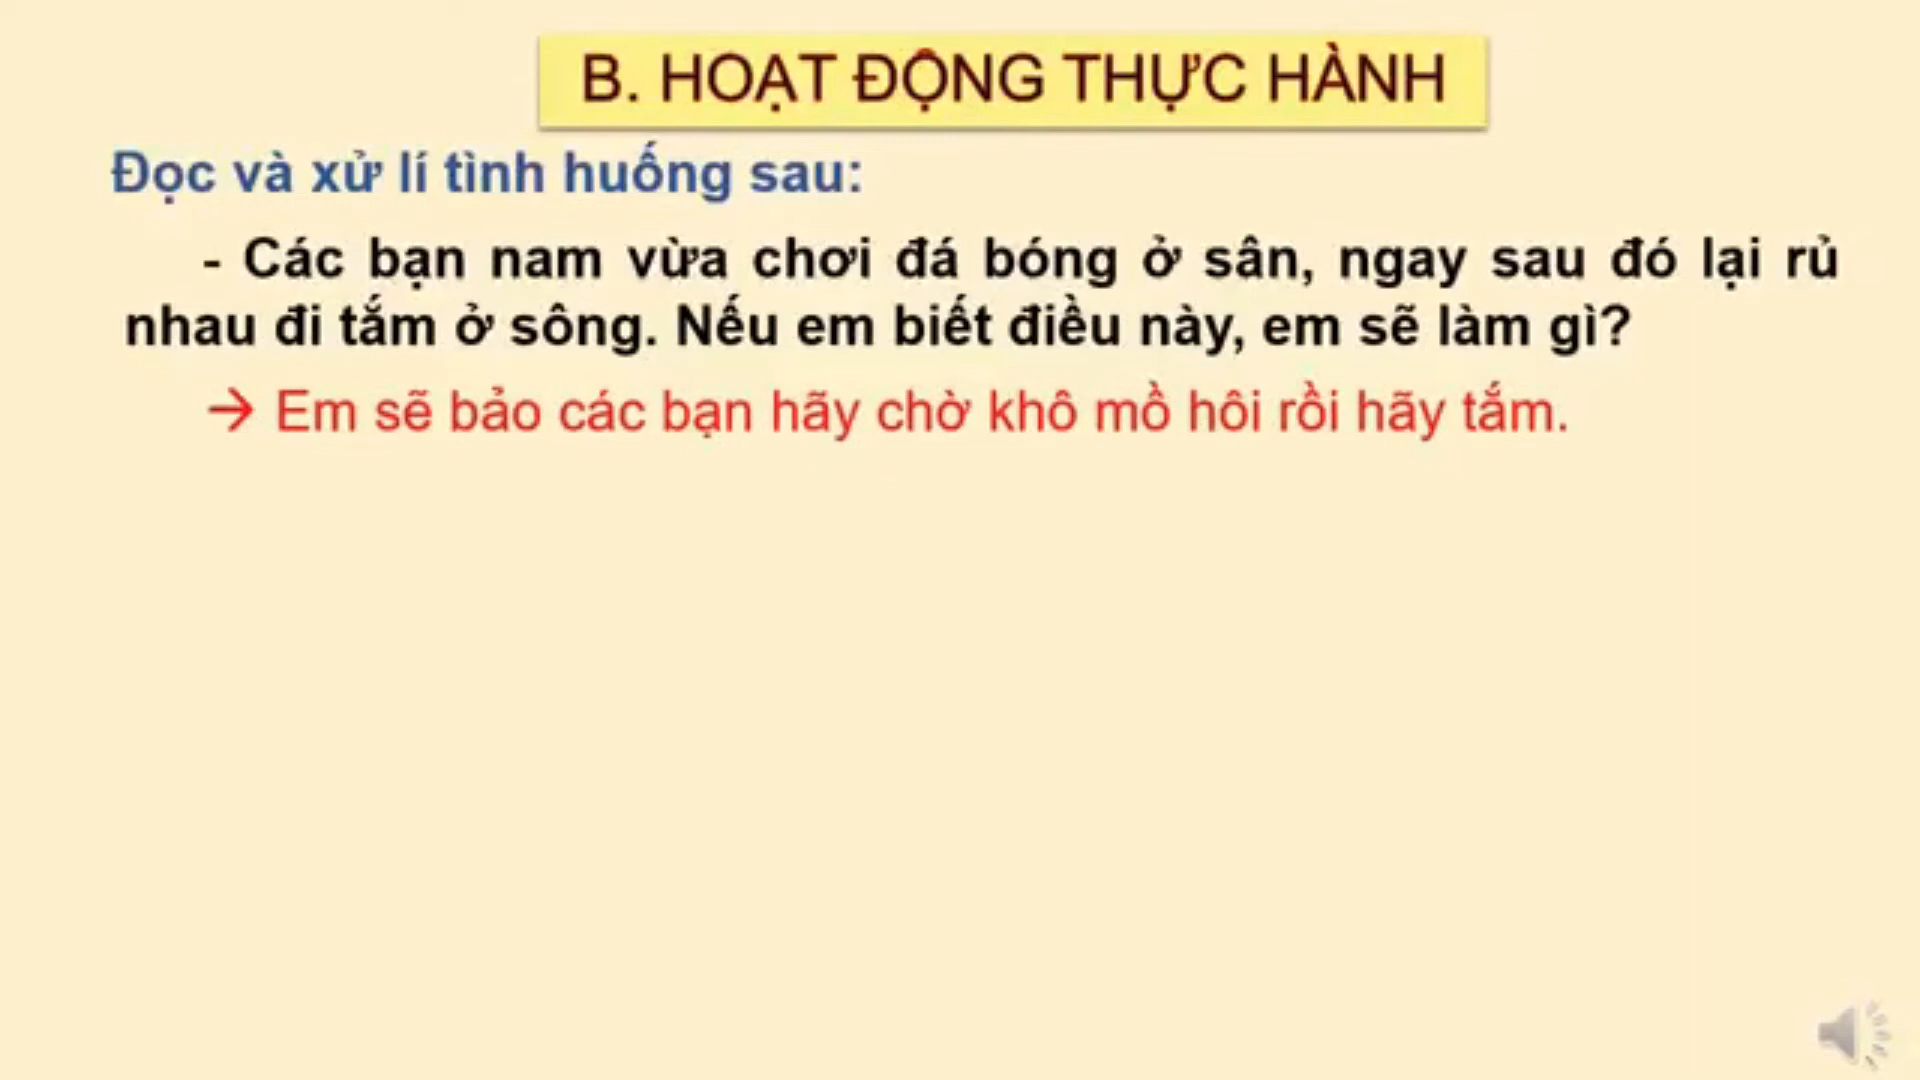 B. HOẠT ĐỘNG THỰC HÀNH
Đọc và xử lí tình huống sau:
- Các bạn nam vừa chơi đá bóng ở sân, ngay sau đó lại rủ
nhau đi tắm ở sông. Nếu em biết điều này, em sẽ làm gì?
→ Em sẽ bảo các bạn hãy chờ khô mồ hôi rồi hãy tắm.